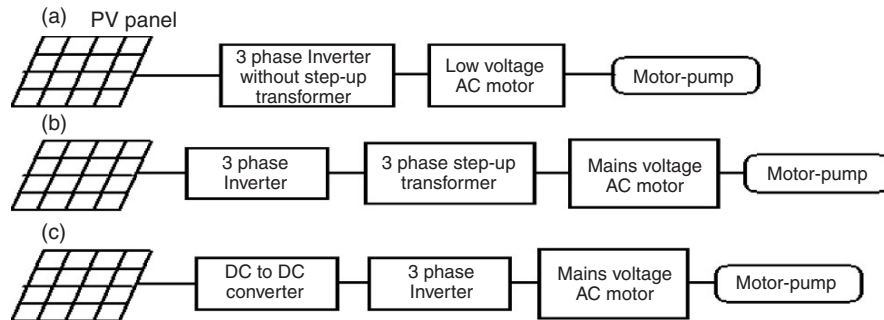 (a)
PV panel
3 phase Inverter
without step-up
transformer
Low voltage
AC motor
Motor-pump
(b)
3 phase
Inverter
3 phase step-up
transformer
Mains voltage
AC motor
Motor-pump
(c)
DC to DC
converter
3 phase
Inverter
Mains voltage
AC motor
Motor-pump